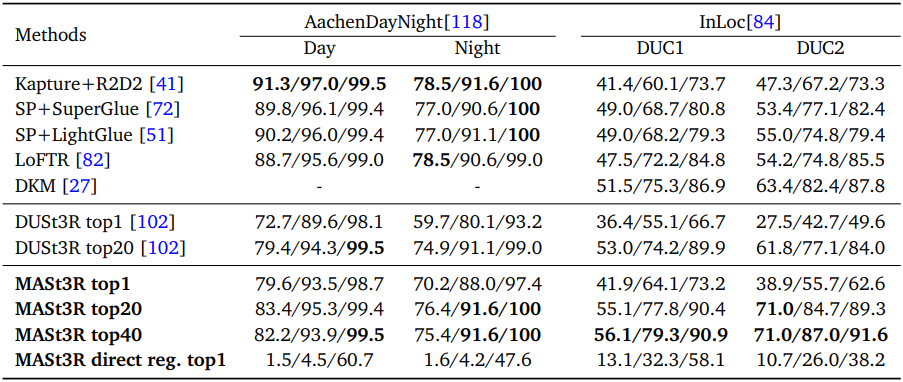 Methods AachenDayNight[118] InLoc[84]
Day Night DUC1 DUC2
Kapture+R2D2 [41] 91.3/97.0/99.5 78.5/91.6/100 41.4/60.1/73.7 47.3/67.2/73.3
SP+SuperGlue [72] 89.8/96.1/99.4 77.0/90.6/100 49.0/68.7/80.8 53.4/77.1/82.4
SP+LightGlue [51] 90.2/96.0/99.4 77.0/91.1/100 49.0/68.2/79.3 55.0/74.8/79.4
LoFTR [82] 88.7/95.6/99.0 78.5/90.6/99.0 47.5/72.2/84.8 54.2/74.8/85.5
DKM [27] - - 51.5/75.3/86.9 63.4/82.4/87.8
DUSt3R top1 [102] 72.7/89.6/98.1 59.7/80.1/93.2 36.4/55.1/66.7 27.5/42.7/49.6
DUSt3R top20 [102] 79.4/94.3/99.5 74.9/91.1/99.0 53.0/74.2/89.9 61.8/77.1/84.0
MASt3R top1 79.6/93.5/98.7 70.2/88.0/97.4 41.9/64.1/73.2 38.9/55.7/62.6
MASt3R top20 83.4/95.3/99.4 76.4/91.6/100 55.1/77.8/90.4 71.0/84.7/89.3
MASt3R top40 82.2/93.9/99.5 75.4/91.6/100 56.1/79.3/90.9 71.0/87.0/91.6
MASt3R direct reg. top1 1.5/4.5/60.7 1.6/4.2/47.6 13.1/32.3/58.1 10.7/26.0/38.2